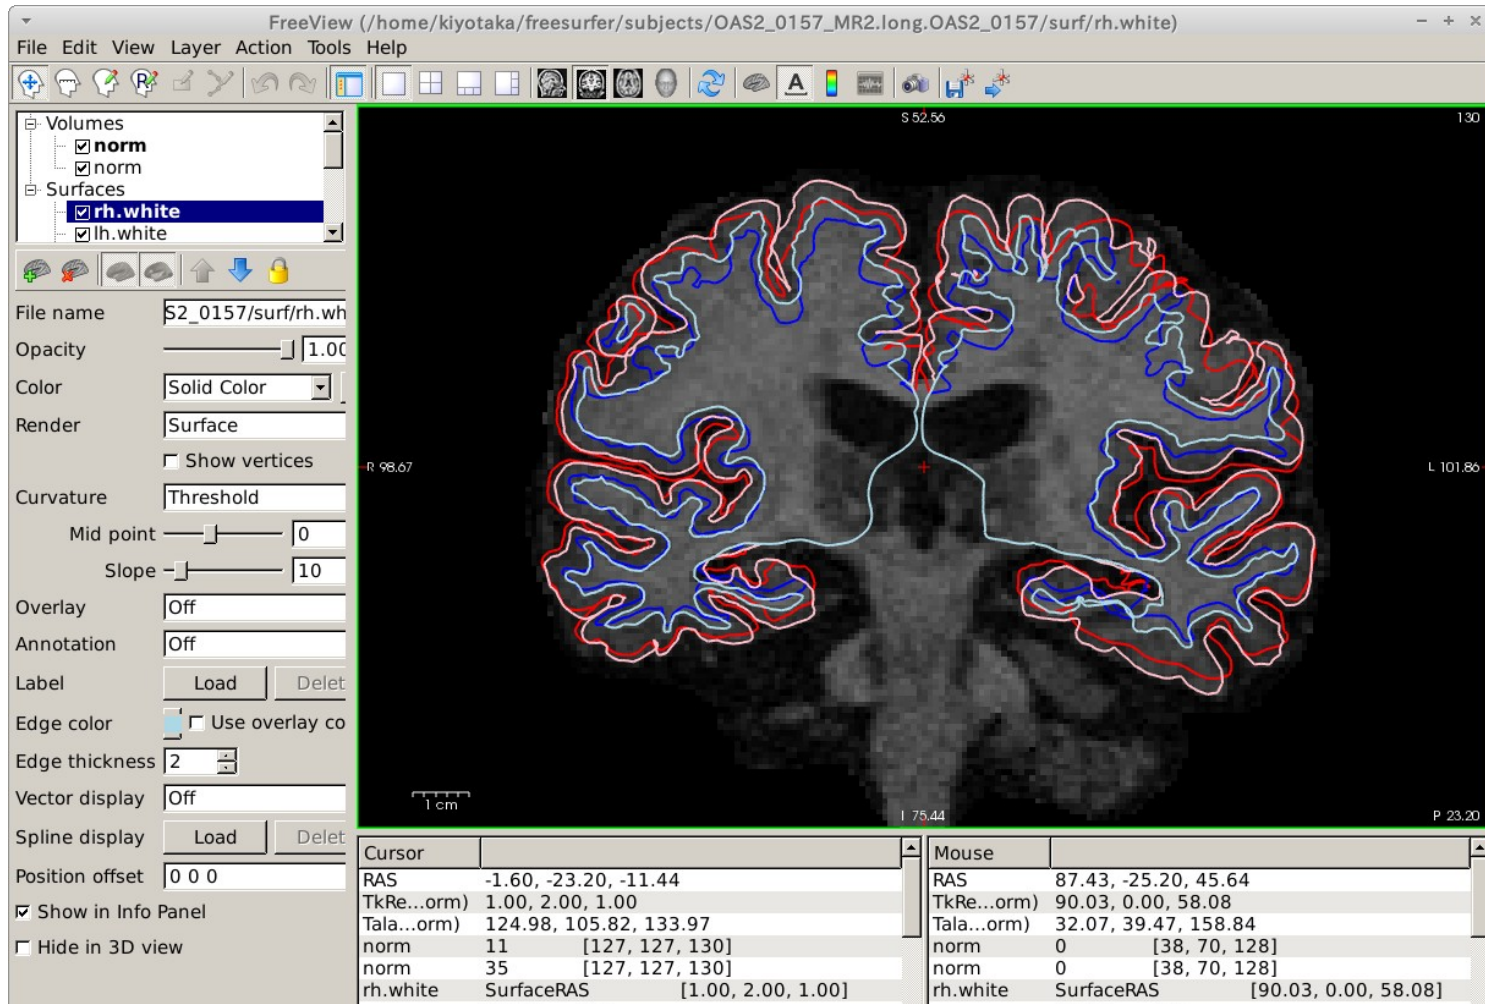 FreeView (/home/kiyotaka/freesurfer/subjects/OAS2_0157_MR2.long.OAS2_0157/surf/rh.white)
File Edit View Layer Action Tools Help
Volumes
norm
norm
Surfaces
rh.white
lh.white
File name S2_0157/surf/rh.wh
Opacity 1.00
Color Solid Color
Render Surface
Show vertices
Curvature Threshold
Mid point 0
Slope 10
Overlay Off
Annotation Off
Label Load Delet
Edge color Use overlay co
Edge thickness 2
Vector display Off
Spline display Load Delet
Position offset 0 0 0
Show in Info Panel
Hide in 3D view
S 52.56
130
R 98.67
L 101.86
1 cm
I 75.44
P 23.20
Cursor
RAS -1.60, -23.20, -11.44
TkRe...orm) 1.00, 2.00, 1.00
Tala...orm) 124.98, 105.82, 133.97
norm 11 [127, 127, 130]
norm 35 [127, 127, 130]
rh.white SurfaceRAS [1.00, 2.00, 1.00]
Mouse
RAS 87.43, -25.20, 45.64
TkRe...orm) 90.03, 0.00, 58.08
Tala...orm) 32.07, 39.47, 158.84
norm 0 [38, 70, 128]
norm 0 [38, 70, 128]
rh.white SurfaceRAS [90.03, 0.00, 58.08]